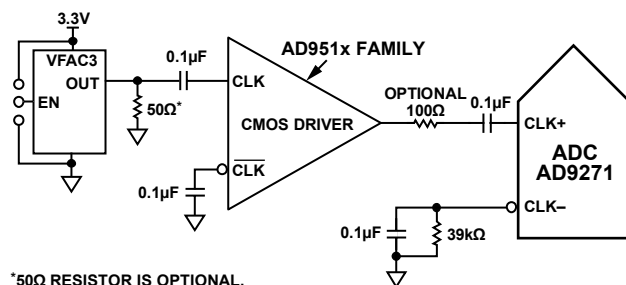 3.3V
VFAC3
OUT
EN
0.1µF
50Ω*
AD951x FAMILY
CLK
CMOS DRIVER
CLK
0.1µF
OPTIONAL
100Ω
0.1µF
CLK+
ADC
AD9271
CLK–
0.1µF
39kΩ
*50Ω RESISTOR IS OPTIONAL.